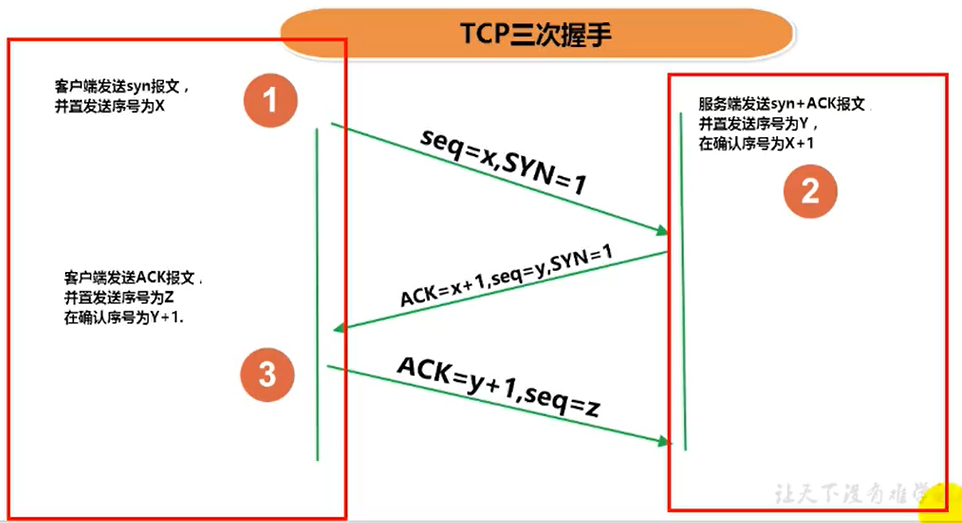 TCP三次握手
客户端发送syn报文，
并直发送序号为X
1
seq=x,SYN=1
服务端发送syn+ACK报文
并直发送序号为Y，
在确认序号为X+1
2
ACK=x+1,seq=y,SYN=1
客户端发送ACK报文，
并直发送序号为Z
在确认序号为Y+1.
3
ACK=y+1,seq=z
让天下没有难学